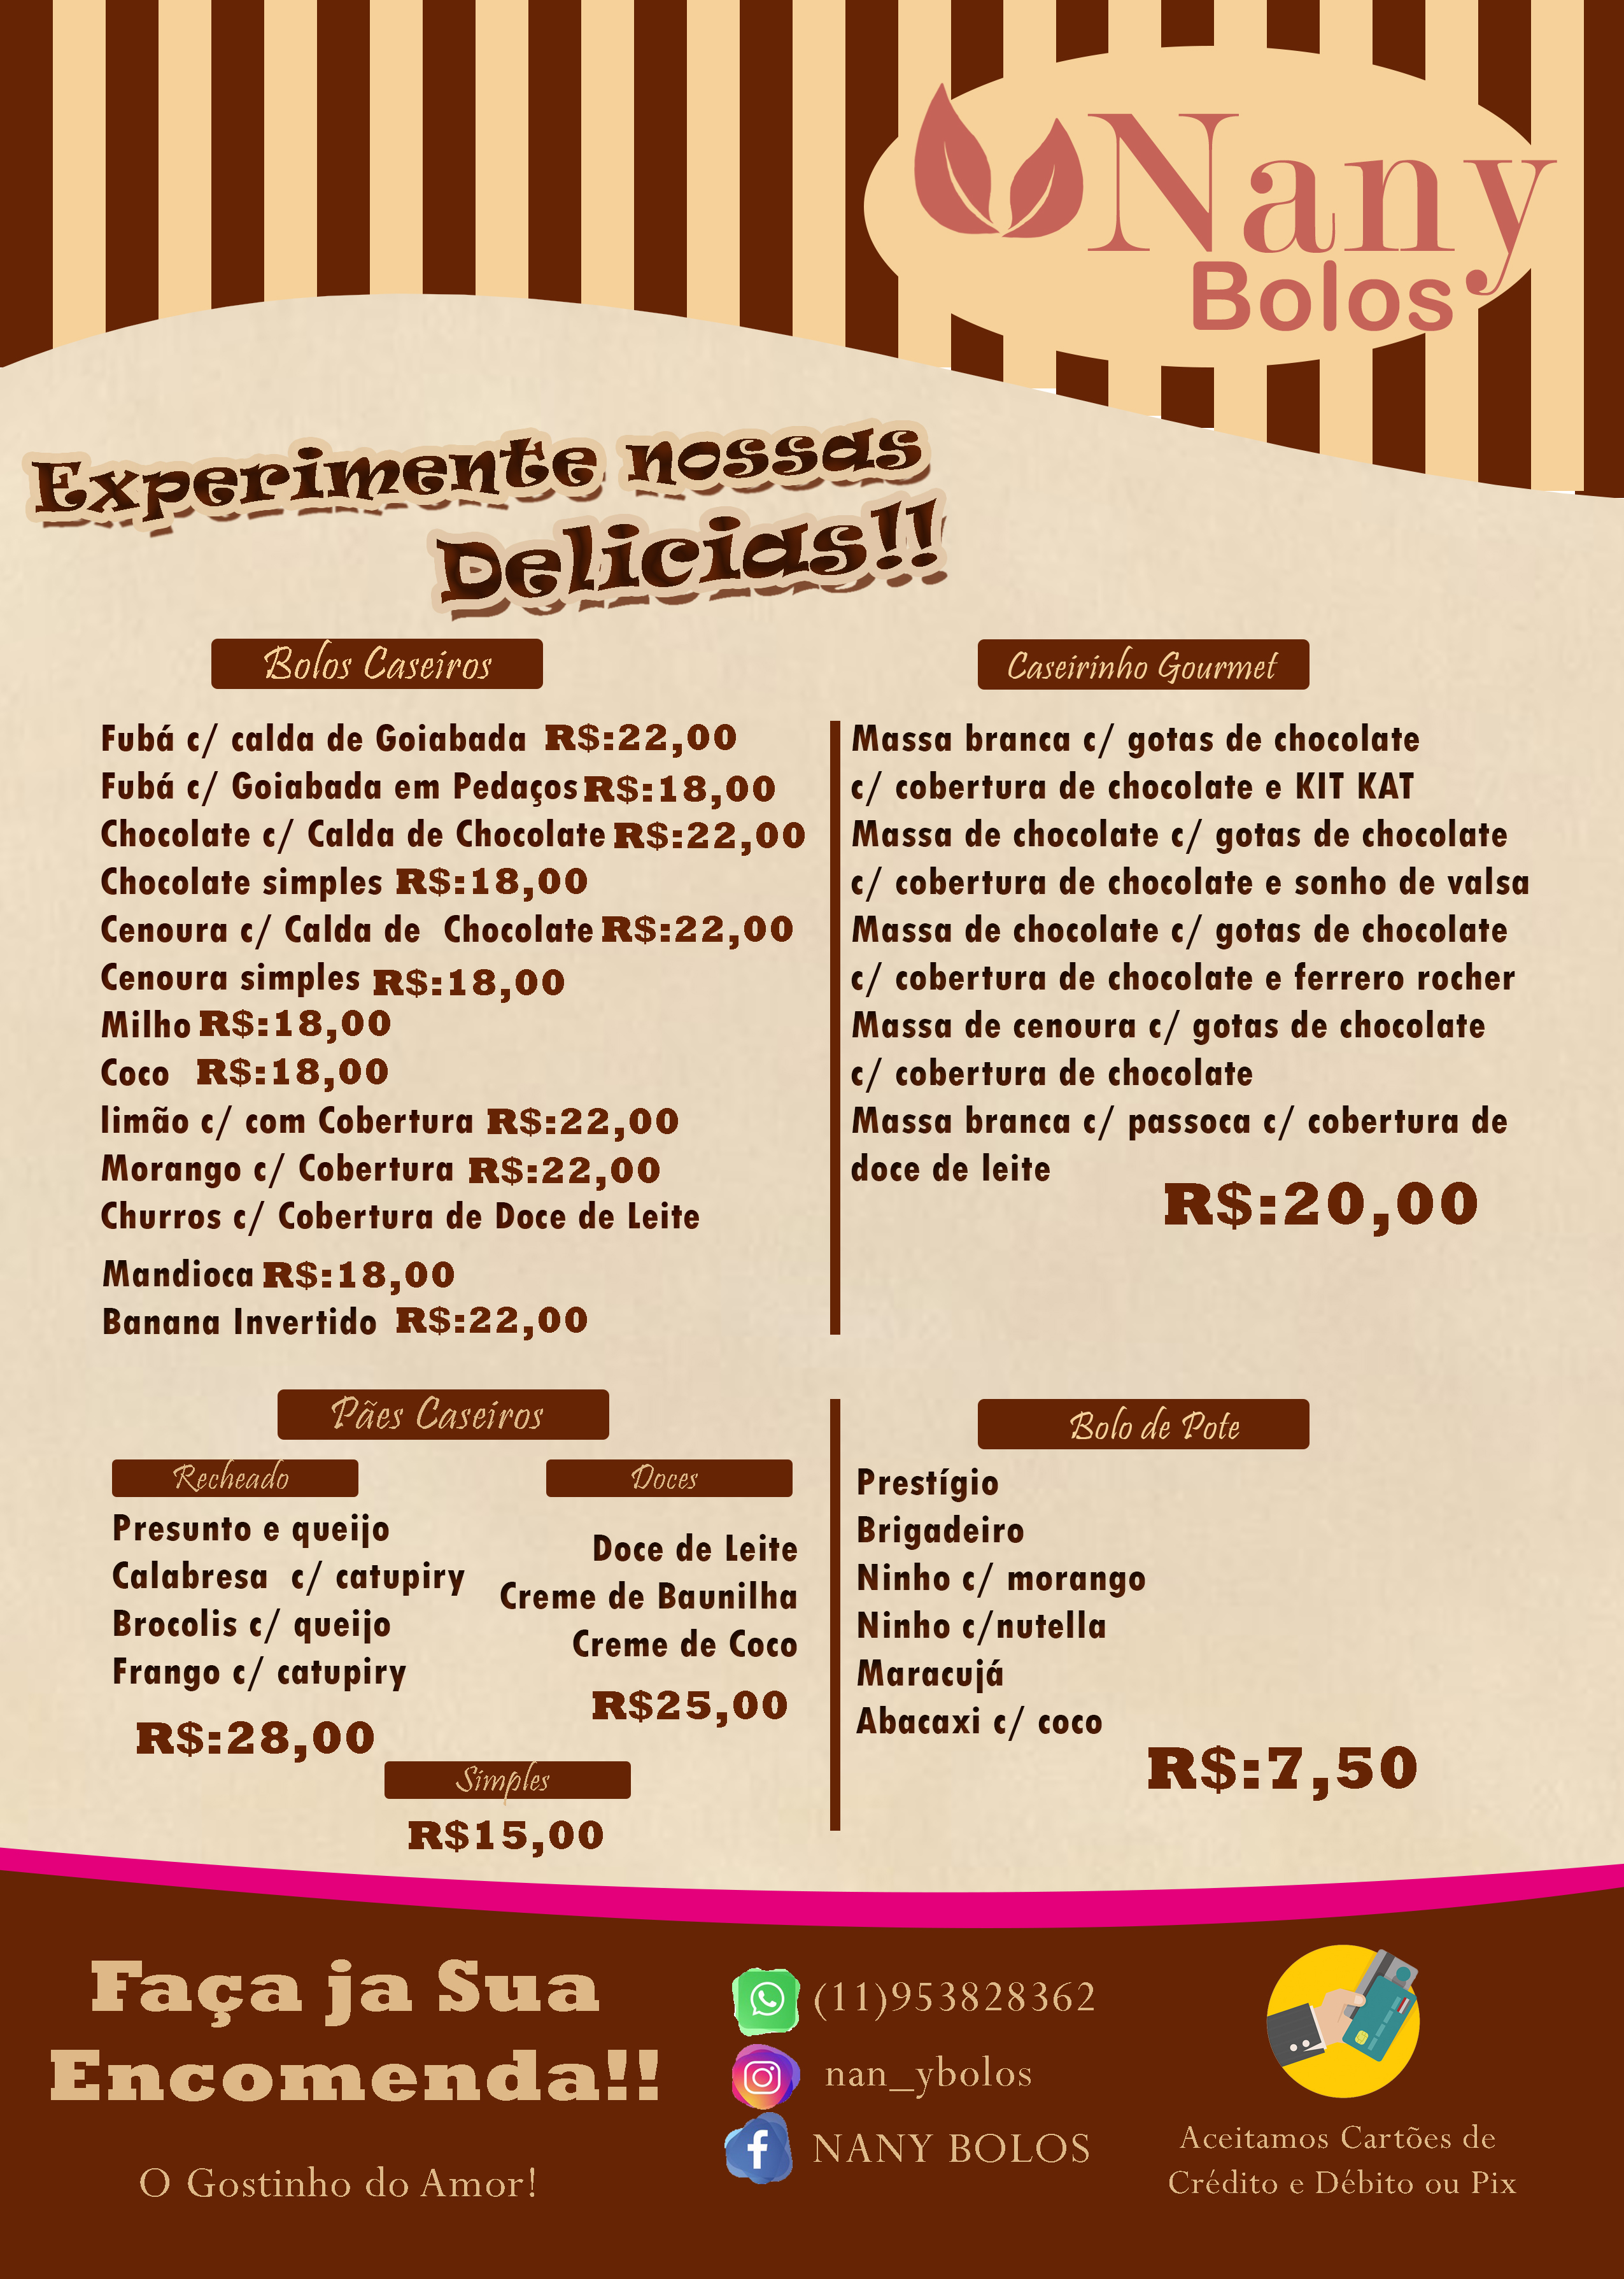 Nany
Bolos
Experimente nossas
Delicias!!
Bolos Caseiros
Fubá c/ calda de Goiabada R$:22,00
Fubá c/ Goiabada em Pedaços R$:18,00
Chocolate c/ Calda de Chocolate R$:22,00
Chocolate simples R$:18,00
Cenoura c/ Calda de Chocolate R$:22,00
Cenoura simples R$:18,00
Milho R$:18,00
Coco R$:18,00
limão c/ com Cobertura R$:22,00
Morango c/ Cobertura R$:22,00
Churros c/ Cobertura de Doce de Leite
Mandioca R$:18,00
Banana Invertido R$:22,00
Caseirinho Gourmet
Massa branca c/ gotas de chocolate
c/ cobertura de chocolate e KIT KAT
Massa de chocolate c/ gotas de chocolate
c/ cobertura de chocolate e sonho de valsa
Massa de chocolate c/ gotas de chocolate
c/ cobertura de chocolate e ferrero rocher
Massa de cenoura c/ gotas de chocolate
c/ cobertura de chocolate
Massa branca c/ passoca c/ cobertura de
doce de leite
R$:20,00
Pães Caseiros
Recheado
Presunto e queijo
Calabresa c/ catupiry
Brocolis c/ queijo
Frango c/ catupiry
R$:28,00
Doces
Doce de Leite
Creme de Baunilha
Creme de Coco
R$25,00
Simples
R$15,00
Bolo de Pote
Prestígio
Brigadeiro
Ninho c/ morango
Ninho c/nutella
Maracujá
Abacaxi c/ coco
R$:7,50
Faça ja Sua
Encomenda!!
O Gostinho do Amor!
(11)953828362
nan_ybolos
NANY BOLOS
Aceitamos Cartões de
Crédito e Débito ou Pix